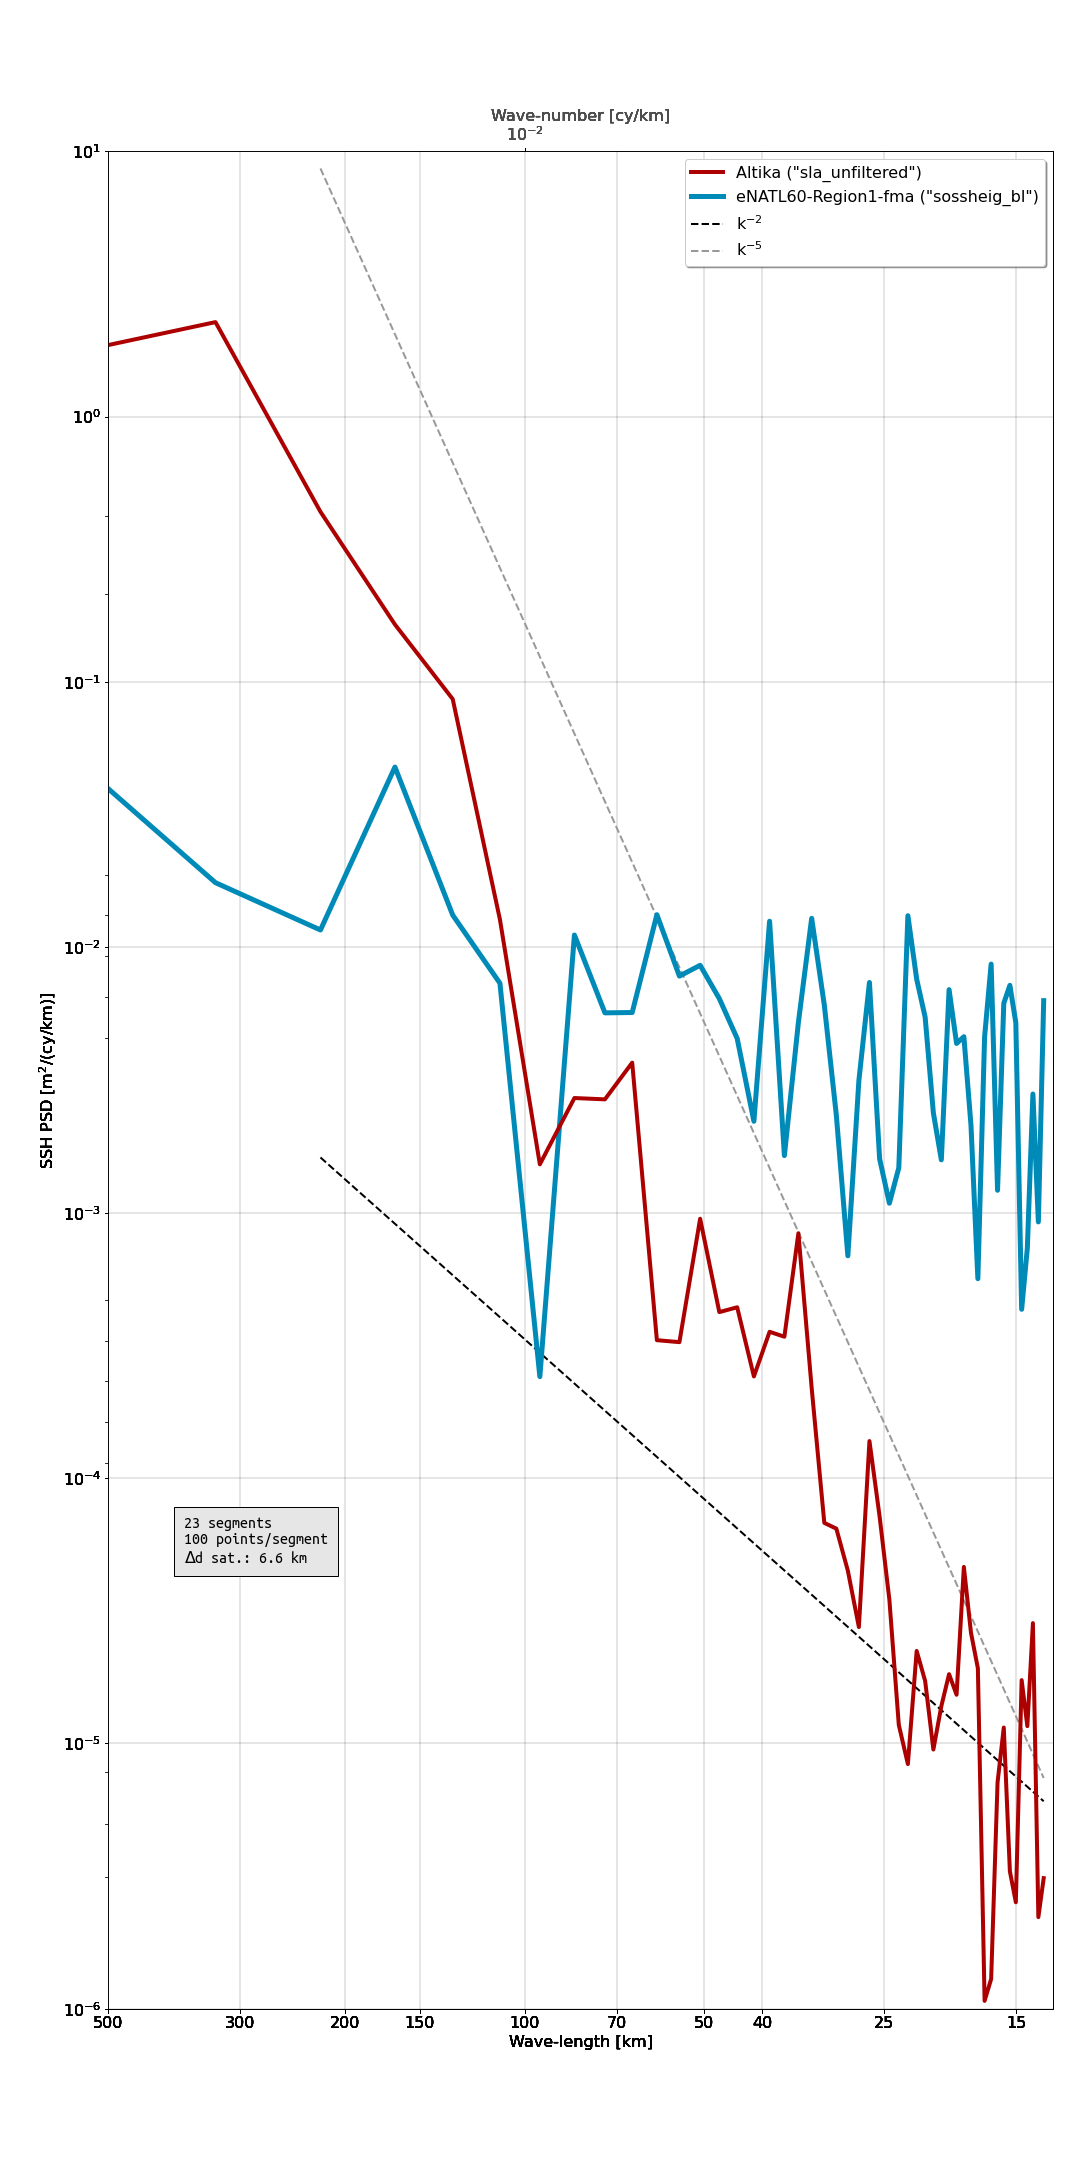 Wave-number [cy/km]
10⁻²
Altika ("sla_unfiltered")
eNATL60-Region1-fma ("sossheig_bl")
k⁻²
k⁻⁵
10¹
10⁰
10⁻¹
10⁻²
10⁻³
10⁻⁴
10⁻⁵
10⁻⁶
SSH PSD [m²/(cy/km)]
23 segments
100 points/segment
Δd sat.: 6.6 km
500 300 200 150 100 70 50 40 25 15
Wave-length [km]